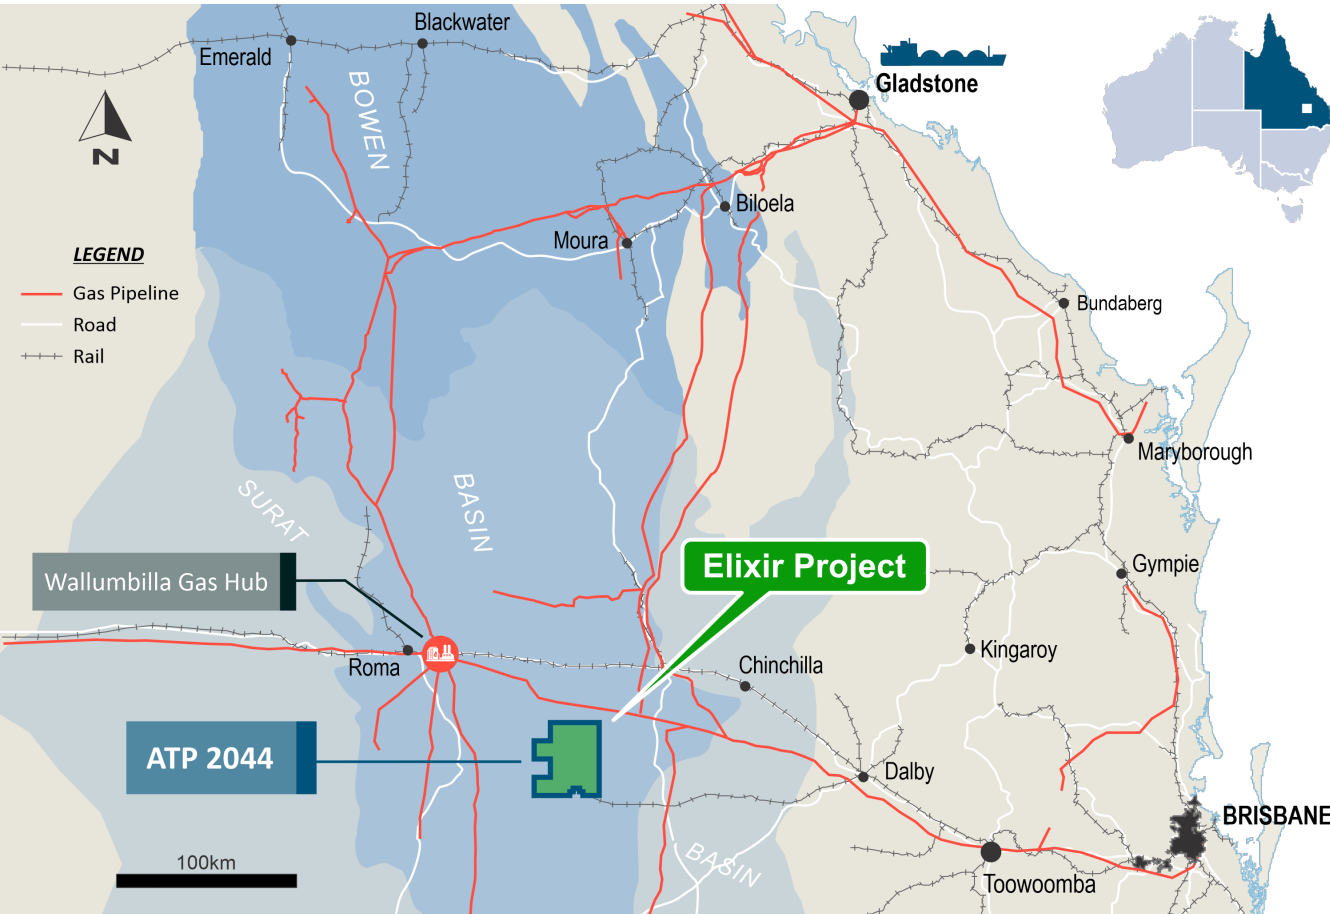 Blackwater
Emerald
BOWEN
Gladstone
N
Biloela
Moura
LEGEND
Gas Pipeline
Road
Rail
Bundaberg
Maryborough
SURAT
BASIN
Elixir Project
Wallumbilla Gas Hub
Gympie
Roma
Chinchilla
Kingaroy
ATP 2044
Dalby
BRISBANE
100km
BASIN
Toowoomba